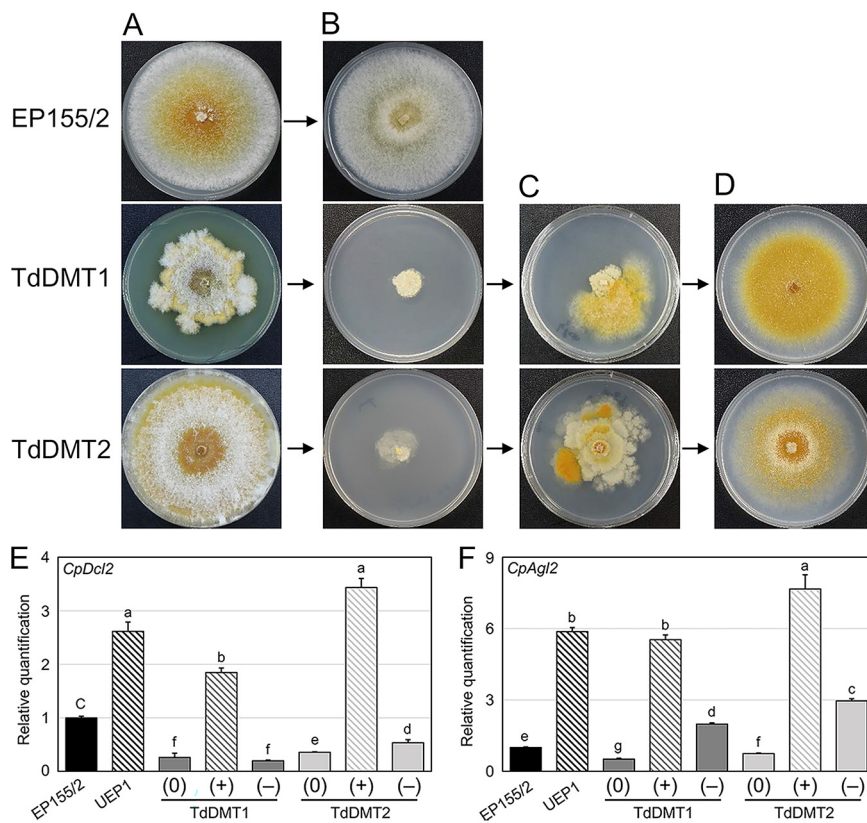 A
B
EP155/2
C
D
TdDMT1
TdDMT2
E
CpDcl2
Relative quantification
4
3
2
1
0
C
a
f
b
f
e
a
d
EP155/2
UEP1
(0)
(+)
(–)
(0)
(+)
(–)
TdDMT1
TdDMT2
F
CpAgl2
Relative quantification
9
6
3
0
e
b
g
b
d
f
a
c
EP155/2
UEP1
(0)
(+)
(–)
(0)
(+)
(–)
TdDMT1
TdDMT2